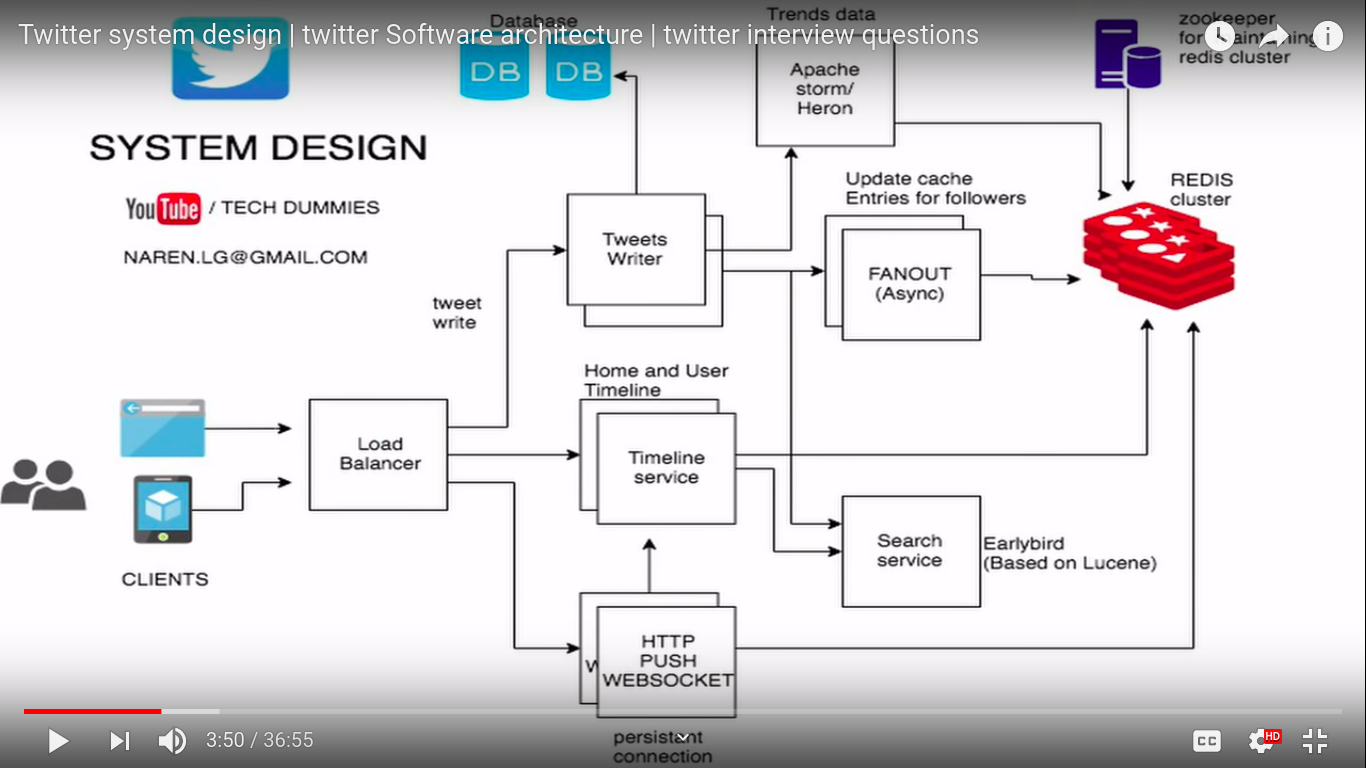 Twitter system design | twitter Software architecture | twitter interview questions
Database
DB DB
Trends data
Apache
storm/
Heron
zookeeper
for maintaining
redis cluster
SYSTEM DESIGN
YouTube / TECH DUMMIES
NAREN.LG@GMAIL.COM
REDIS
cluster
Update cache
Entries for followers
Tweets
Writer
FANOUT
(Async)
tweet
write
Home and User
Timeline
Load
Balancer
Timeline
service
Search
service
Earlybird
(Based on Lucene)
CLIENTS
W
HTTP
PUSH
WEBSOCKET
persistant
connection
3:50 / 36:55
CC
HD